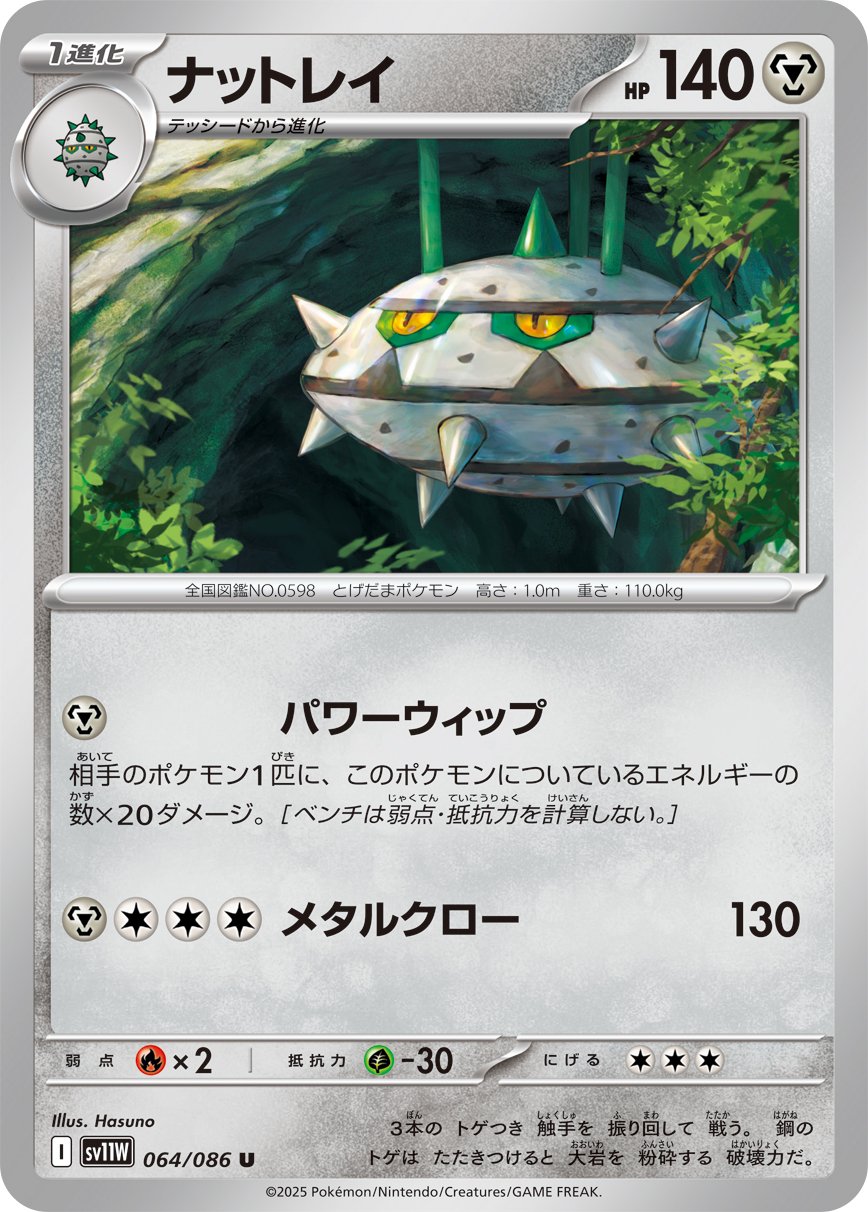 1進化
ナットレイ
HP 140
テッシードから進化
全国図鑑NO.0598 とげだまポケモン 高さ：1.0m 重さ：110.0kg
パワーウィップ
相手のポケモン1匹に、このポケモンについているエネルギーの
数×20ダメージ。［ベンチは弱点・抵抗力を計算しない。］
メタルクロー 130
弱点 ×2 抵抗力 -30 にげる
Illus. Hasuno
3本の トゲつき 触手を 振り回して 戦う。 鋼の
トゲは たたきつけると 大岩を 粉砕する 破壊力だ。
I sv11W 064/086 U
©2025 Pokémon/Nintendo/Creatures/GAME FREAK.